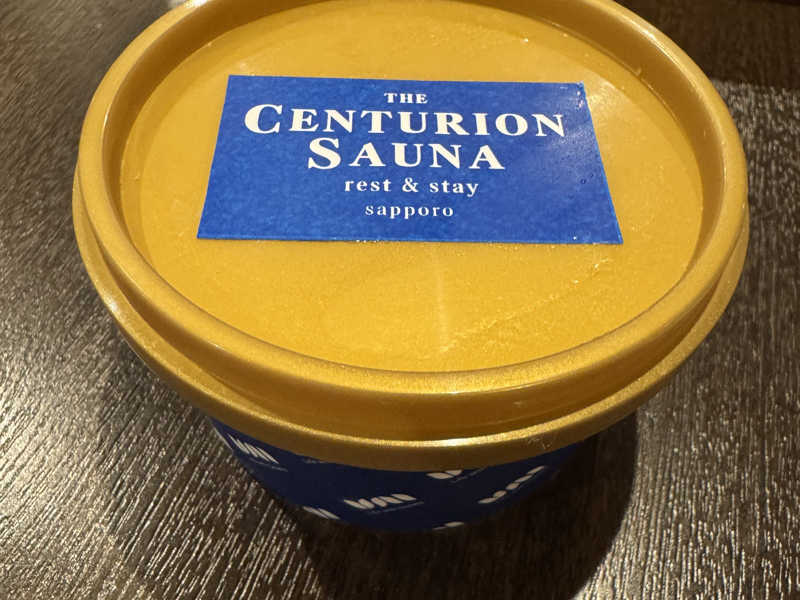 THE
CENTURION
SAUNA
rest & stay
sapporo